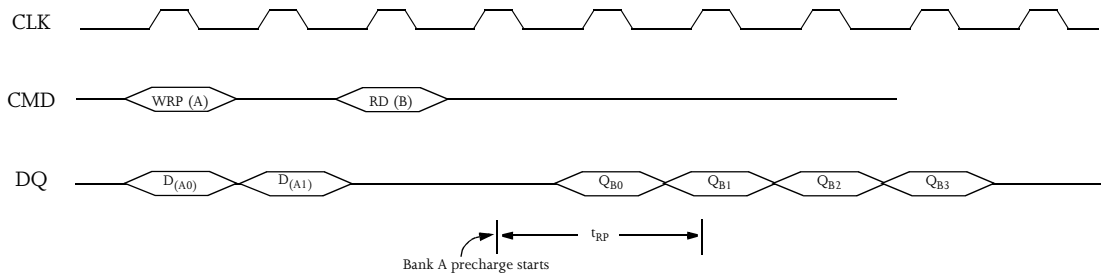 CLK
CMD WRP (A) RD (B)
DQ D(A0) D(A1) QB0 QB1 QB2 QB3
tRP
Bank A precharge starts